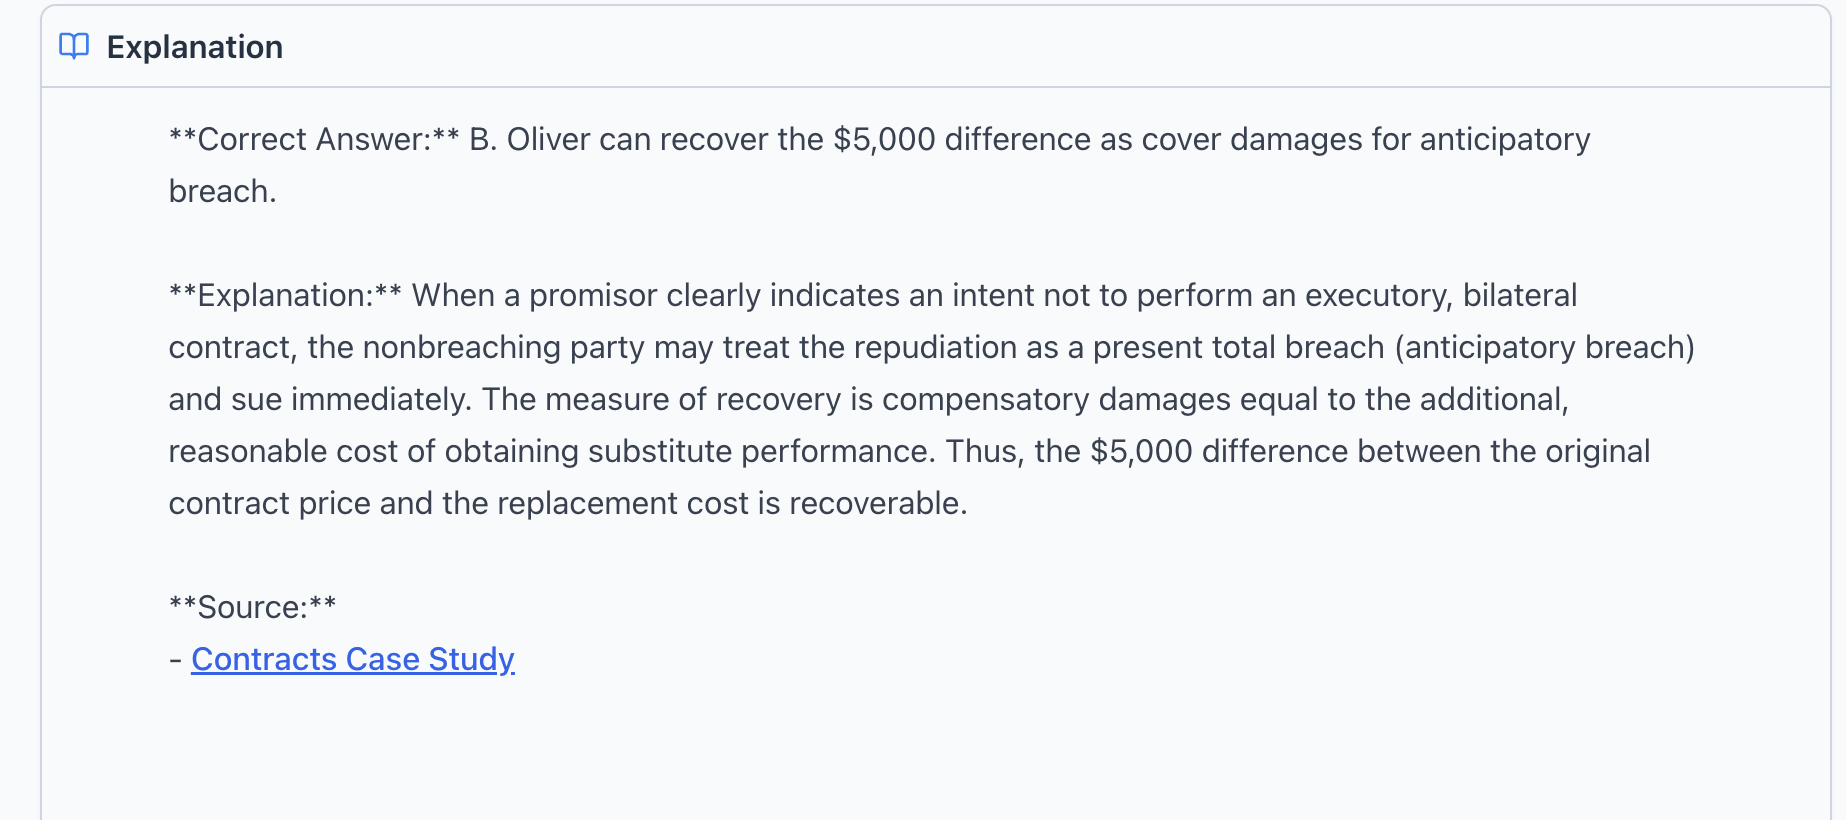 Explanation
**Correct Answer:** B. Oliver can recover the $5,000 difference as cover damages for anticipatory
breach.
**Explanation:** When a promisor clearly indicates an intent not to perform an executory, bilateral
contract, the nonbreaching party may treat the repudiation as a present total breach (anticipatory breach)
and sue immediately. The measure of recovery is compensatory damages equal to the additional,
reasonable cost of obtaining substitute performance. Thus, the $5,000 difference between the original
contract price and the replacement cost is recoverable.
**Source:**
- Contracts Case Study